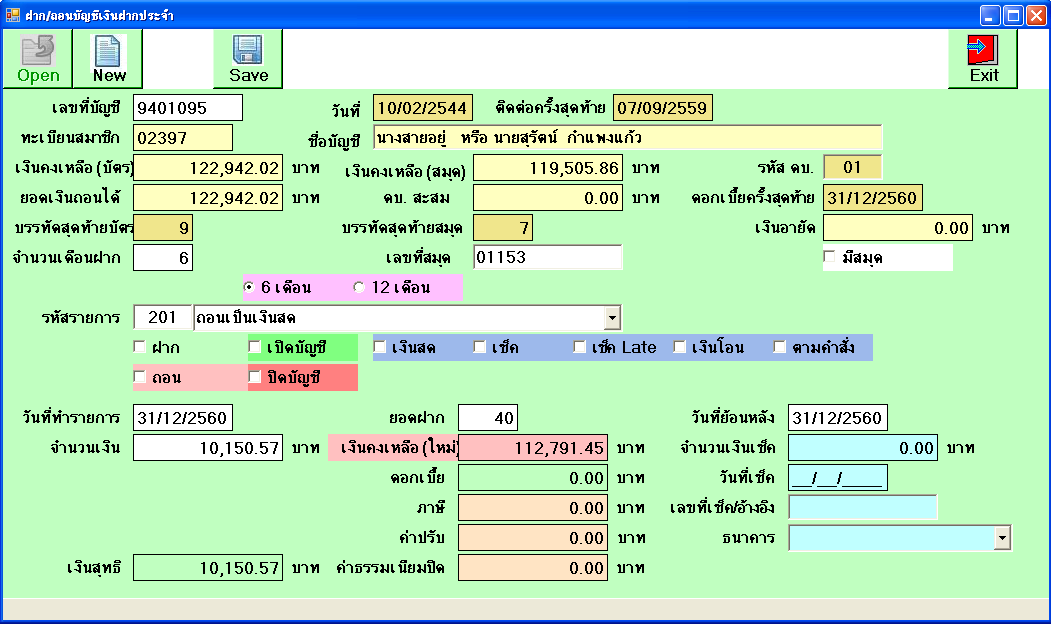 ฝาก/ถอนบัญชีเงินฝากประจำ
Open New Save Exit
เลขที่บัญชี 9401095 วันที่ 10/02/2544 ติดต่อครั้งสุดท้าย 07/09/2559
ทะเบียนสมาชิก 02397 ชื่อบัญชี นางสายอยู่ หรือ นายสุรัตน์ กำแพงแก้ว
เงินคงเหลือ (บัตร) 122,942.02 บาท เงินคงเหลือ (สมุด) 119,505.86 บาท รหัส ดบ. 01
ยอดเงินถอนได้ 122,942.02 บาท ดบ. สะสม 0.00 บาท ดอกเบี้ยครั้งสุดท้าย 31/12/2560
บรรทัดสุดท้ายบัตร 9 บรรทัดสุดท้ายสมุด 7 เงินอายัด 0.00 บาท
จำนวนเดือนฝาก 6 เลขที่สมุด 01153 มีสมุด
6 เดือน 12 เดือน
รหัสรายการ 201 ถอนเป็นเงินสด
ฝาก เปิดบัญชี เงินสด เช็ค เช็ค Late เงินโอน ตามคำสั่ง
ถอน ปิดบัญชี
วันที่ทำรายการ 31/12/2560 ยอดฝาก 40 วันที่ย้อนหลัง 31/12/2560
จำนวนเงิน 10,150.57 บาท เงินคงเหลือ (ใหม่) 112,791.45 บาท จำนวนเงินเช็ค 0.00 บาท
ดอกเบี้ย 0.00 บาท วันที่เช็ค __/__/____
ภาษี 0.00 บาท เลขที่เช็ค/อ้างอิง
ค่าปรับ 0.00 บาท ธนาคาร
เงินสุทธิ 10,150.57 บาท ค่าธรรมเนียมปิด 0.00 บาท